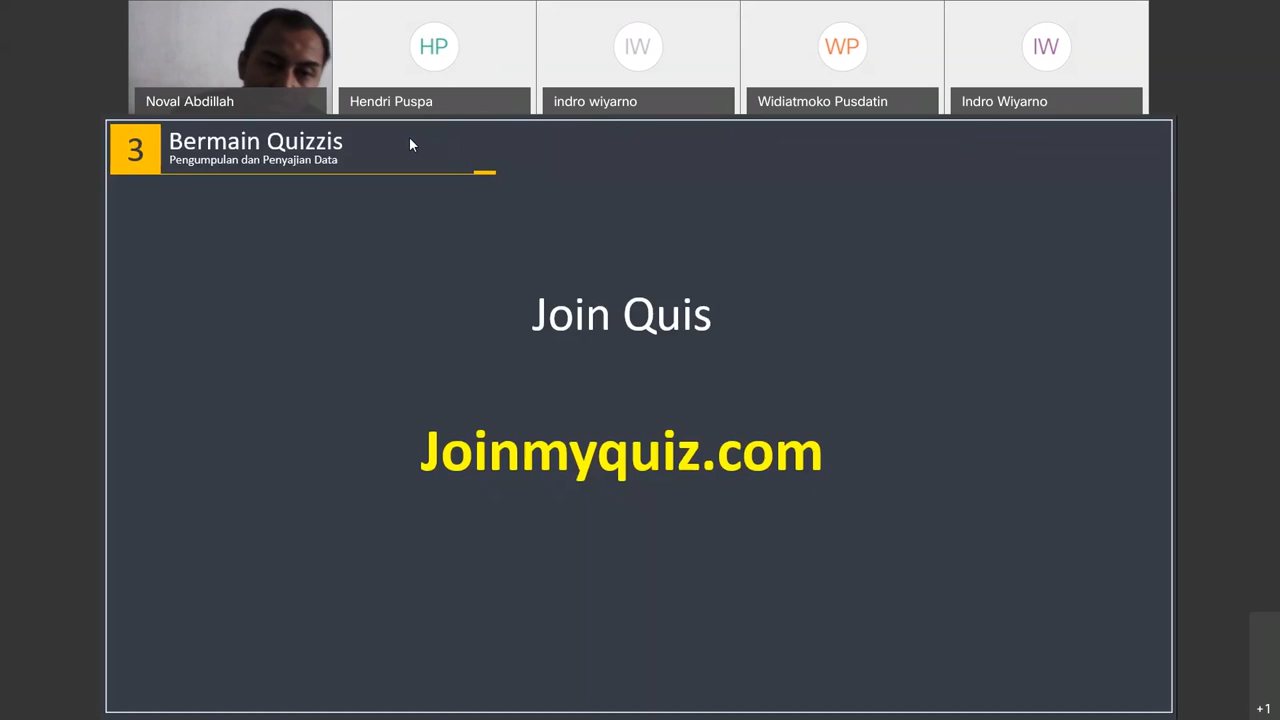 HP
IW
WP
IW
Noval Abdillah
Hendri Puspa
indro wiyarno
Widiatmoko Pusdatin
Indro Wiyarno
3
Bermain Quizzis
Pengumpulan dan Penyajian Data
Join Quis
Joinmyquiz.com
+1